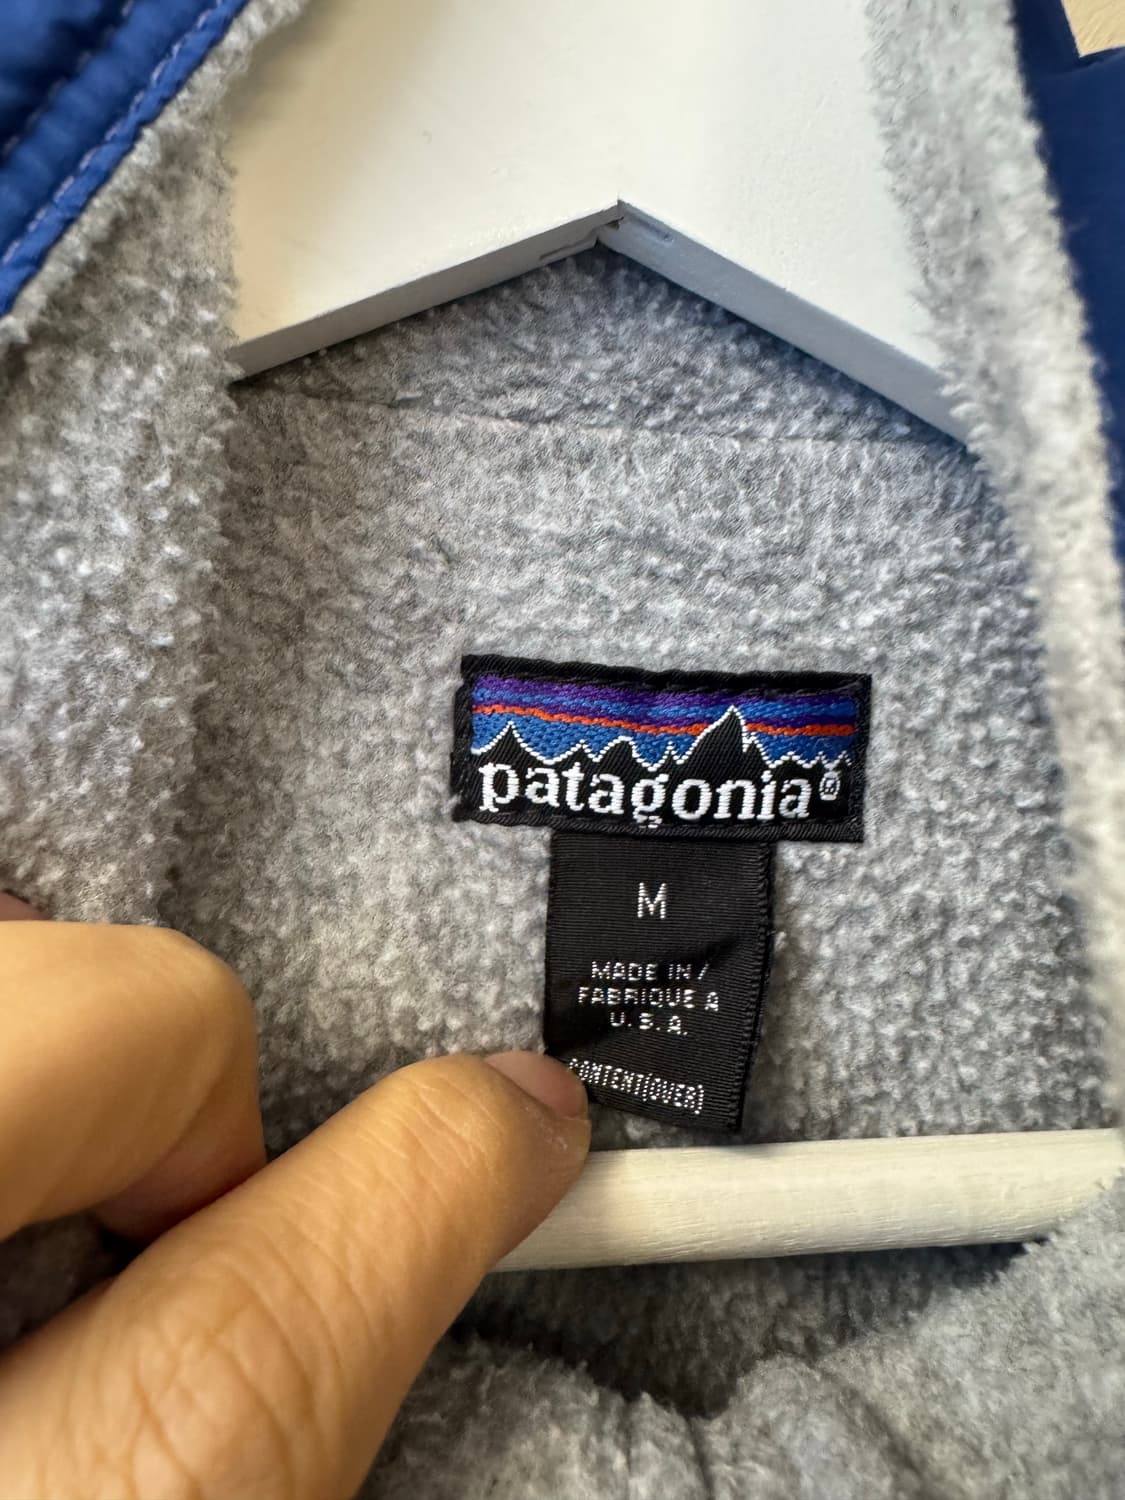 patagonia®
M
MADE IN/
FABRIQUE A
U.S.A.
CONTENT(OVER)